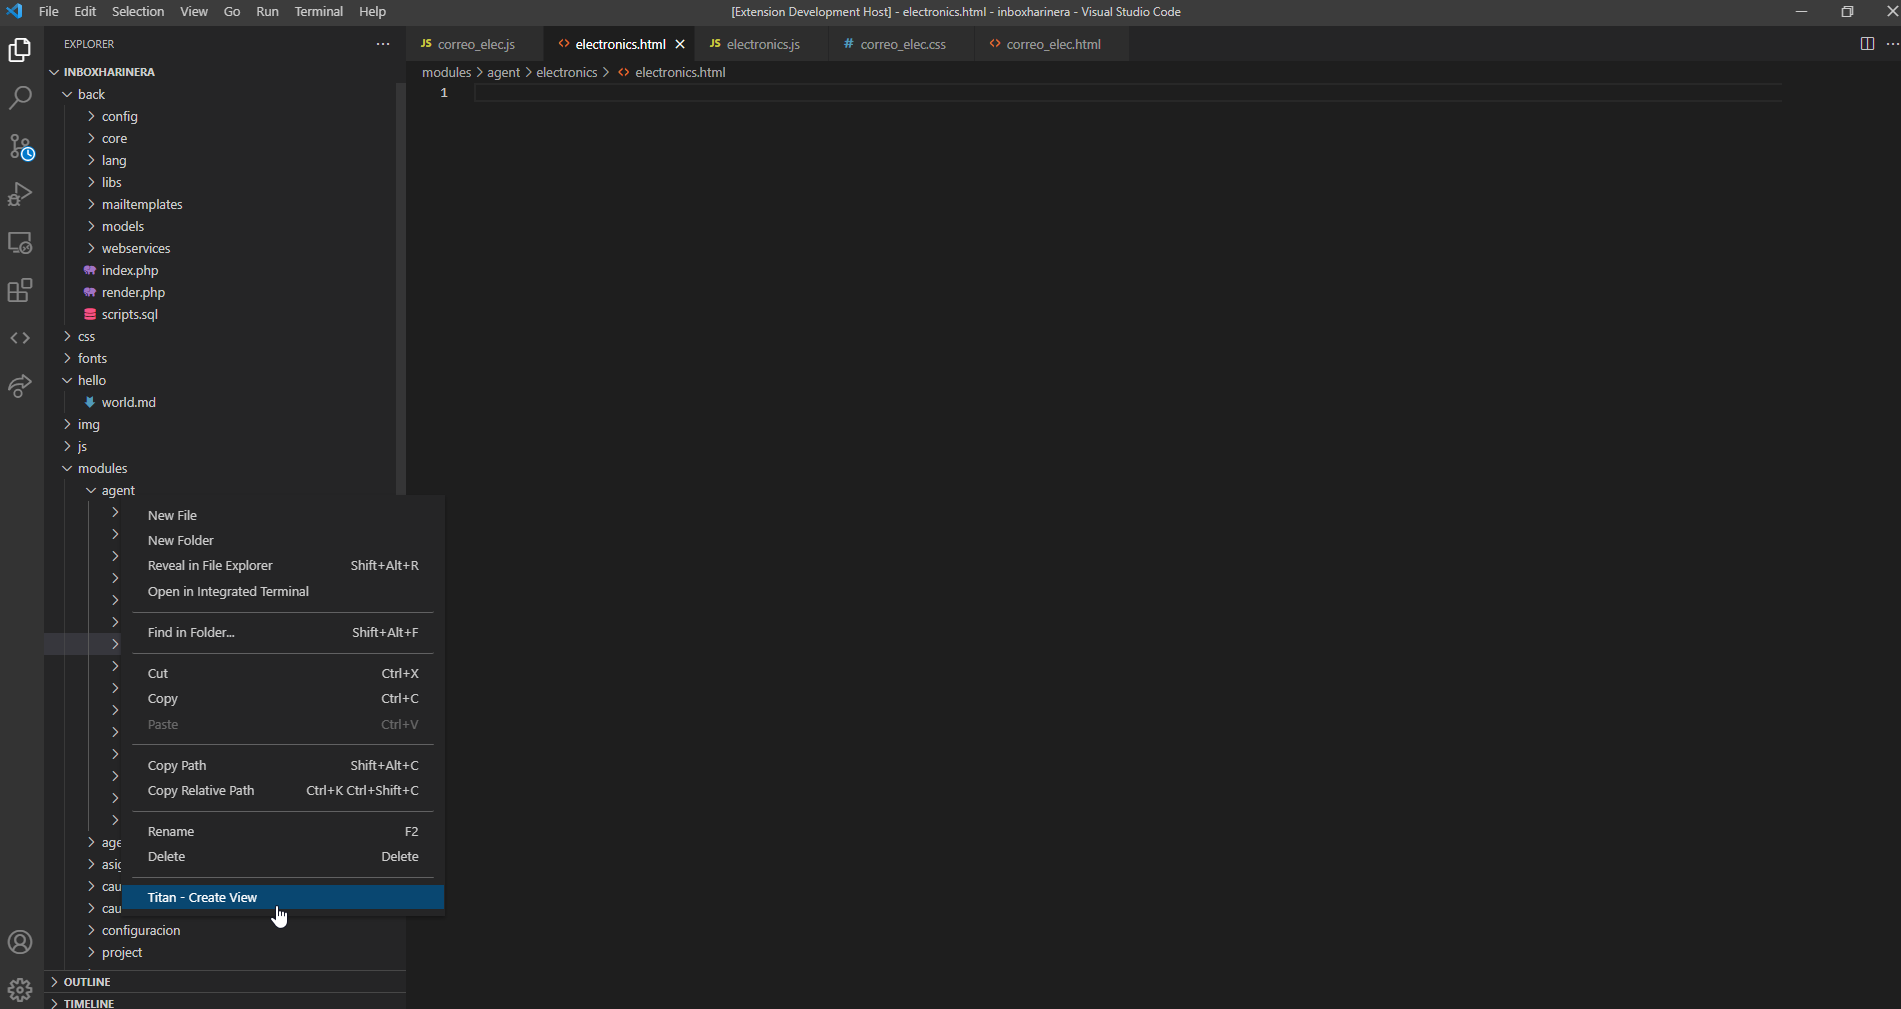 File Edit Selection View Go Run Terminal Help
[Extension Development Host] - electronics.html - inboxharinera - Visual Studio Code
EXPLORER
INBOXHARINERA
back
config
core
lang
libs
mailtemplates
models
webservices
index.php
render.php
scripts.sql
css
fonts
hello
world.md
img
js
modules
agent
age
asig
cau
cau
configuracion
project
OUTLINE
TIMELINE
JS correo_elec.js
<> electronics.html
JS electronics.js
# correo_elec.css
<> correo_elec.html
modules > agent > electronics > <> electronics.html
1
New File
New Folder
Reveal in File Explorer Shift+Alt+R
Open in Integrated Terminal
Find in Folder... Shift+Alt+F
Cut Ctrl+X
Copy Ctrl+C
Paste Ctrl+V
Copy Path Shift+Alt+C
Copy Relative Path Ctrl+K Ctrl+Shift+C
Rename F2
Delete Delete
Titan - Create View